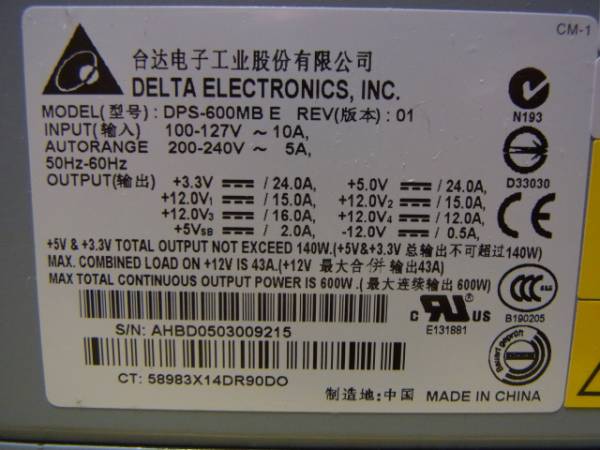 CM-1
台达电子工业股份有限公司
DELTA ELECTRONICS, INC.
MODEL(型号): DPS-600MB E REV(版本): 01
INPUT(输入) 100-127V ~ 10A,
AUTORANGE 200-240V ~ 5A,
50Hz-60Hz
OUTPUT(输出) +3.3V / 24.0A, +5.0V / 24.0A,
+12.0V₁ / 15.0A, +12.0V₂ / 15.0A,
+12.0V₃ / 16.0A, +12.0V₄ / 12.0A,
+5VSB / 2.0A, -12.0V / 0.5A,
+5V & +3.3V TOTAL OUTPUT NOT EXCEED 140W. (+5V&+3.3V 总输出不可超过140W)
MAX. COMBINED LOAD ON +12V IS 43A. (+12V 最大合併输出43A)
MAX TOTAL CONTINUOUS OUTPUT POWER IS 600W. (最大连续输出 600W)
N193
D33030
CE
S/N: AHBD0503009215
c RU US
E131881
CCC
B190205
geprüft
CT: 58983X14DR90DO
制造地:中国 MADE IN CHINA